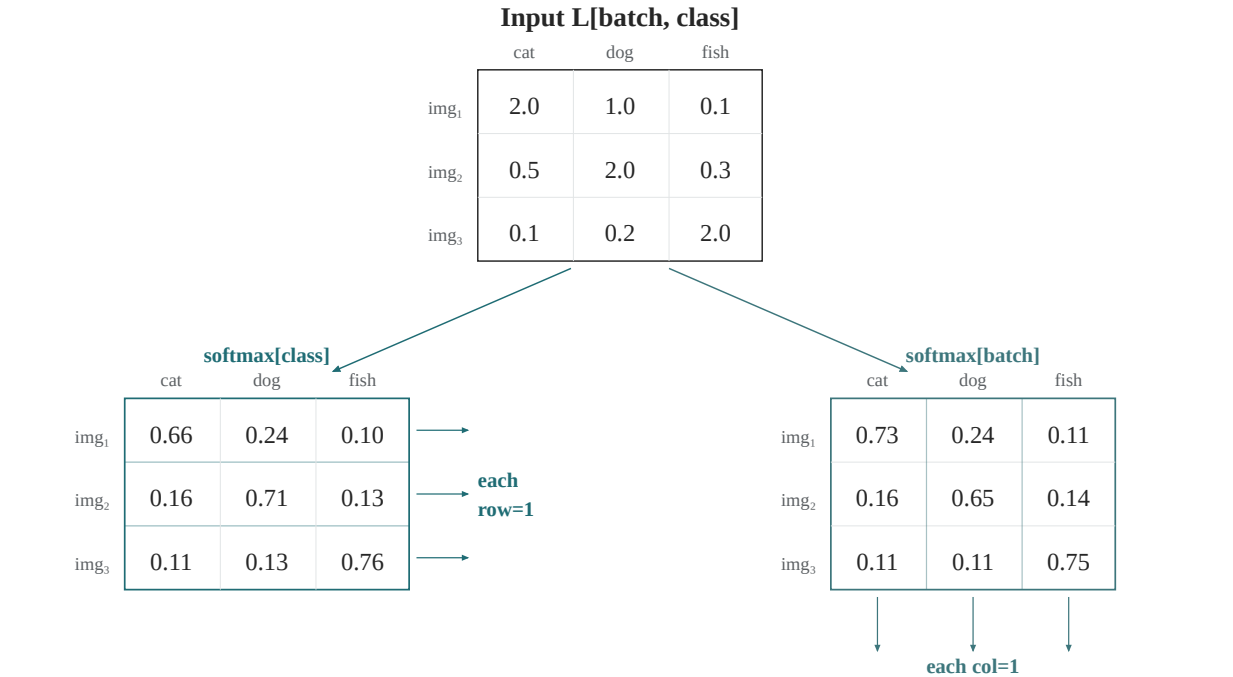 Input L[batch, class]
cat dog fish
img₁ 2.0 1.0 0.1
img₂ 0.5 2.0 0.3
img₃ 0.1 0.2 2.0
softmax[class]
cat dog fish
img₁ 0.66 0.24 0.10
img₂ 0.16 0.71 0.13
img₃ 0.11 0.13 0.76
each
row=1
softmax[batch]
cat dog fish
img₁ 0.73 0.24 0.11
img₂ 0.16 0.65 0.14
img₃ 0.11 0.11 0.75
each col=1